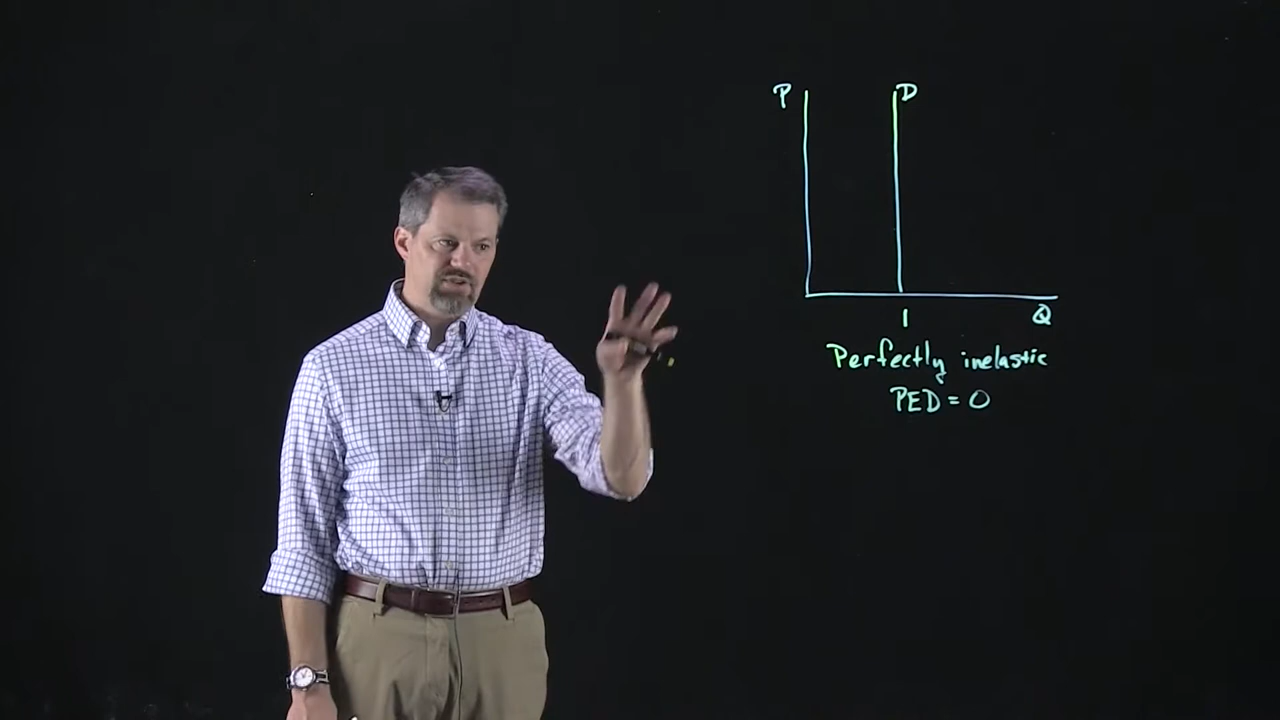 P D
1 Q
Perfectly inelastic
PED = 0